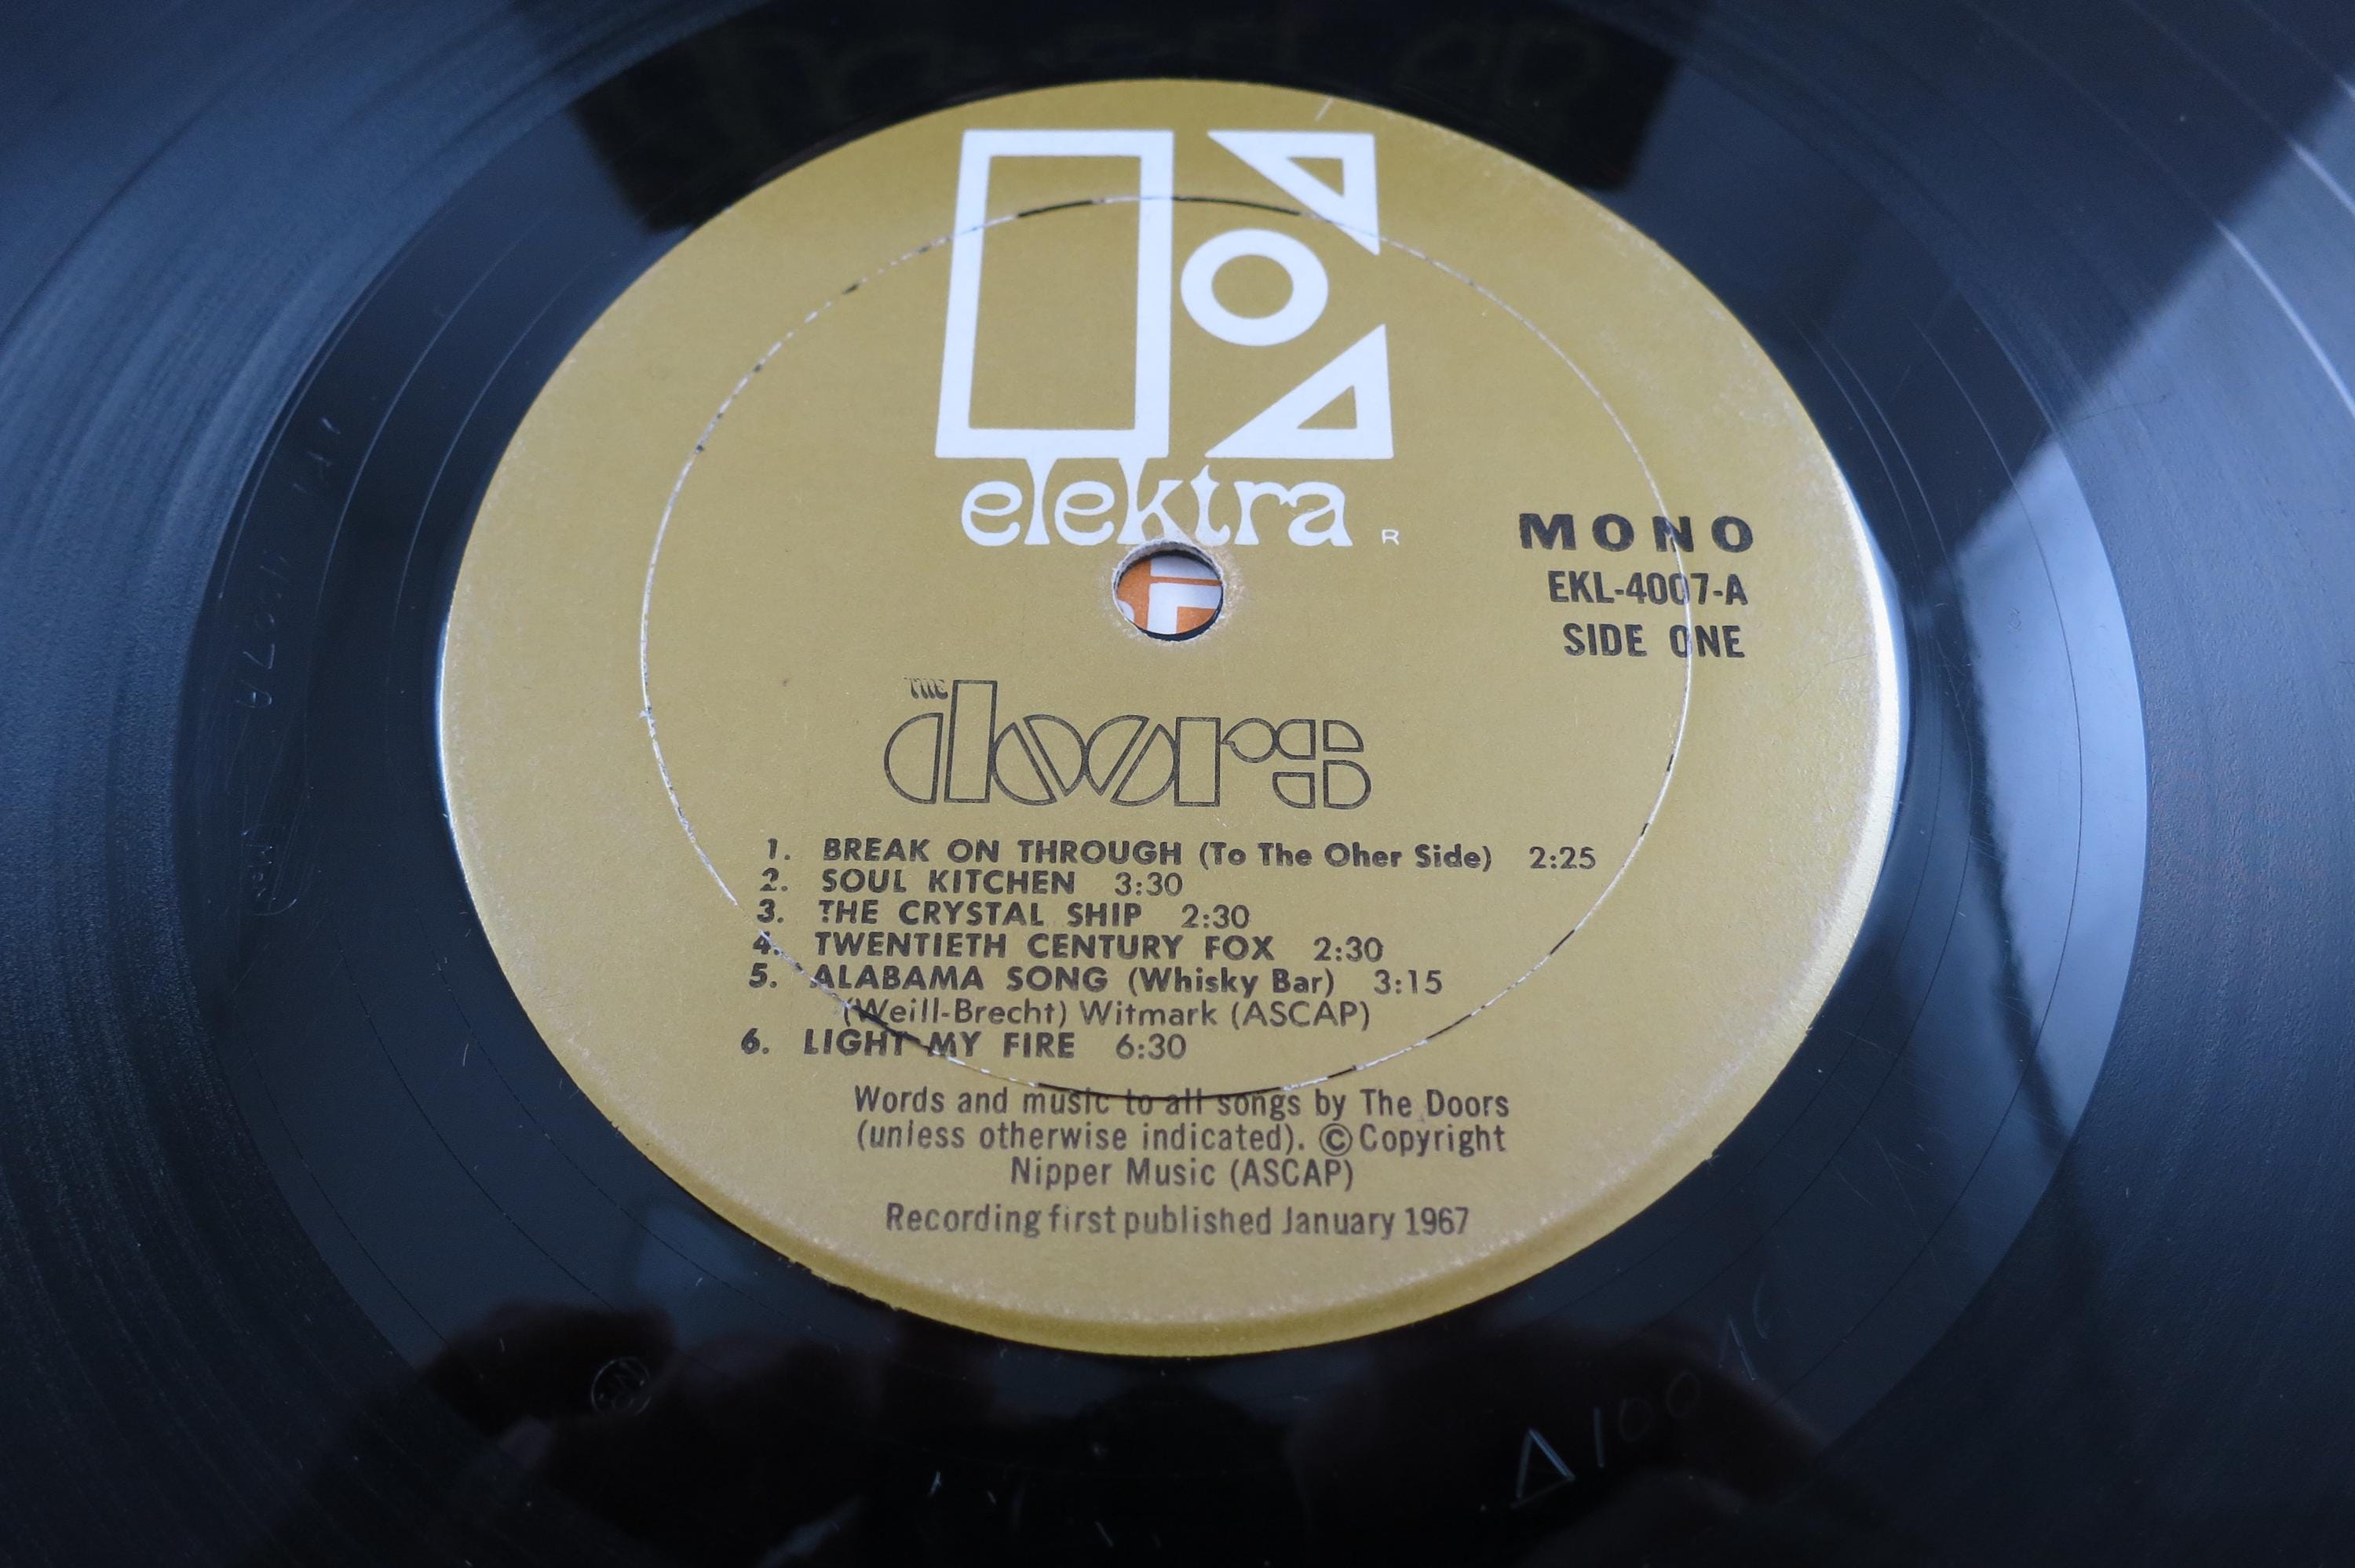 elektra R
MONO
EKL-4007-A
SIDE ONE
THE doors
1. BREAK ON THROUGH (To The Oher Side) 2:25
2. SOUL KITCHEN 3:30
3. THE CRYSTAL SHIP 2:30
4. TWENTIETH CENTURY FOX 2:30
5. ALABAMA SONG (Whisky Bar) 3:15
(Weill-Brecht) Witmark (ASCAP)
6. LIGHT MY FIRE 6:30
Words and music to all songs by The Doors
(unless otherwise indicated). © Copyright
Nipper Music (ASCAP)
Recording first published January 1967